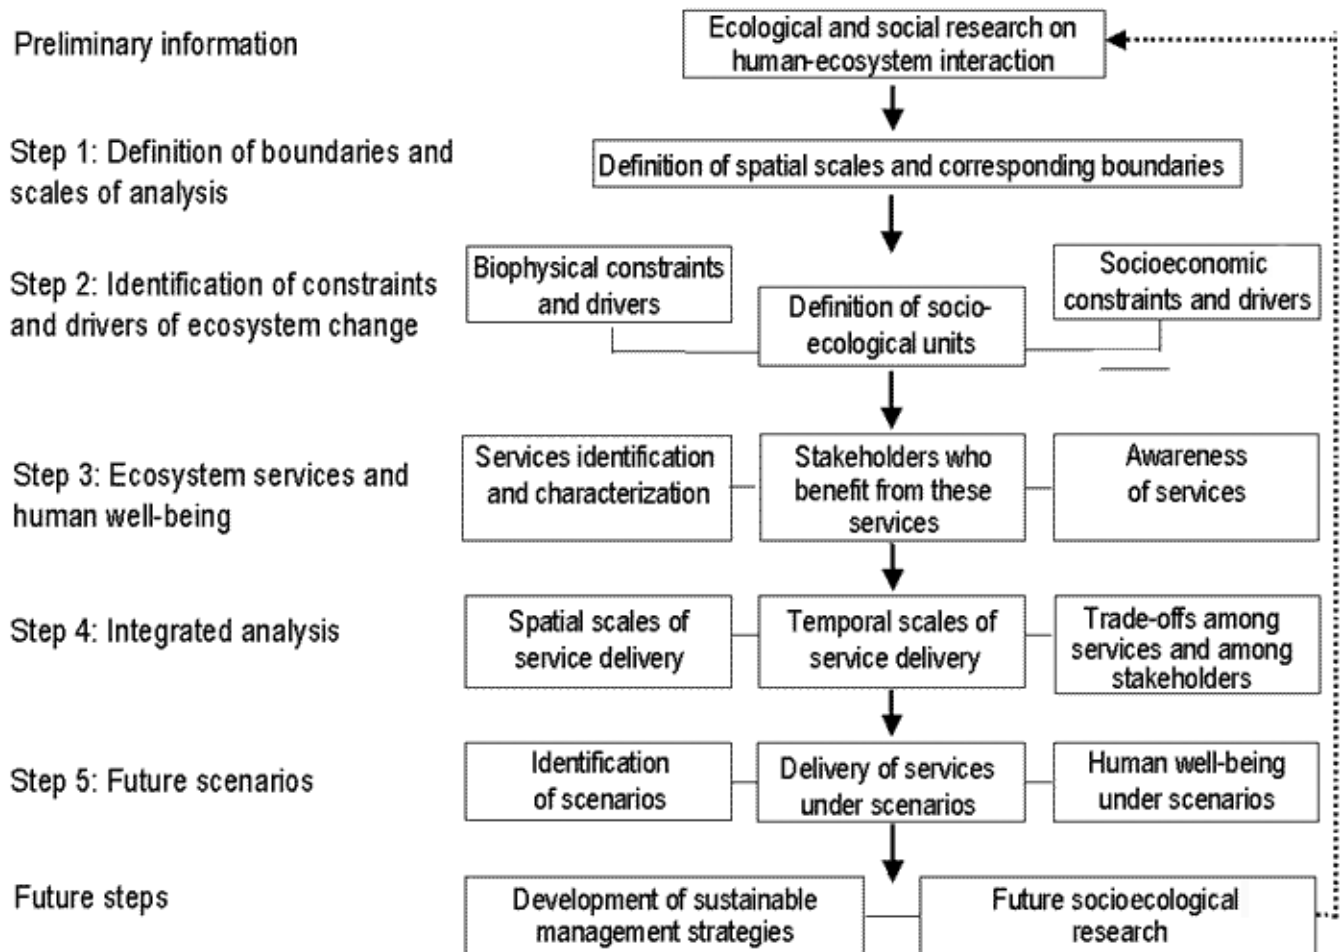 Preliminary information
Ecological and social research on
human-ecosystem interaction
Step 1: Definition of boundaries and
scales of analysis
Definition of spatial scales and corresponding boundaries
Step 2: Identification of constraints
and drivers of ecosystem change
Biophysical constraints
and drivers
Definition of socio-
ecological units
Socioeconomic
constraints and drivers
Step 3: Ecosystem services and
human well-being
Services identification
and characterization
Stakeholders who
benefit from these
services
Awareness
of services
Step 4: Integrated analysis
Spatial scales of
service delivery
Temporal scales of
service delivery
Trade-offs among
services and among
stakeholders
Step 5: Future scenarios
Identification
of scenarios
Delivery of services
under scenarios
Human well-being
under scenarios
Future steps
Development of sustainable
management strategies
Future socioecological
research